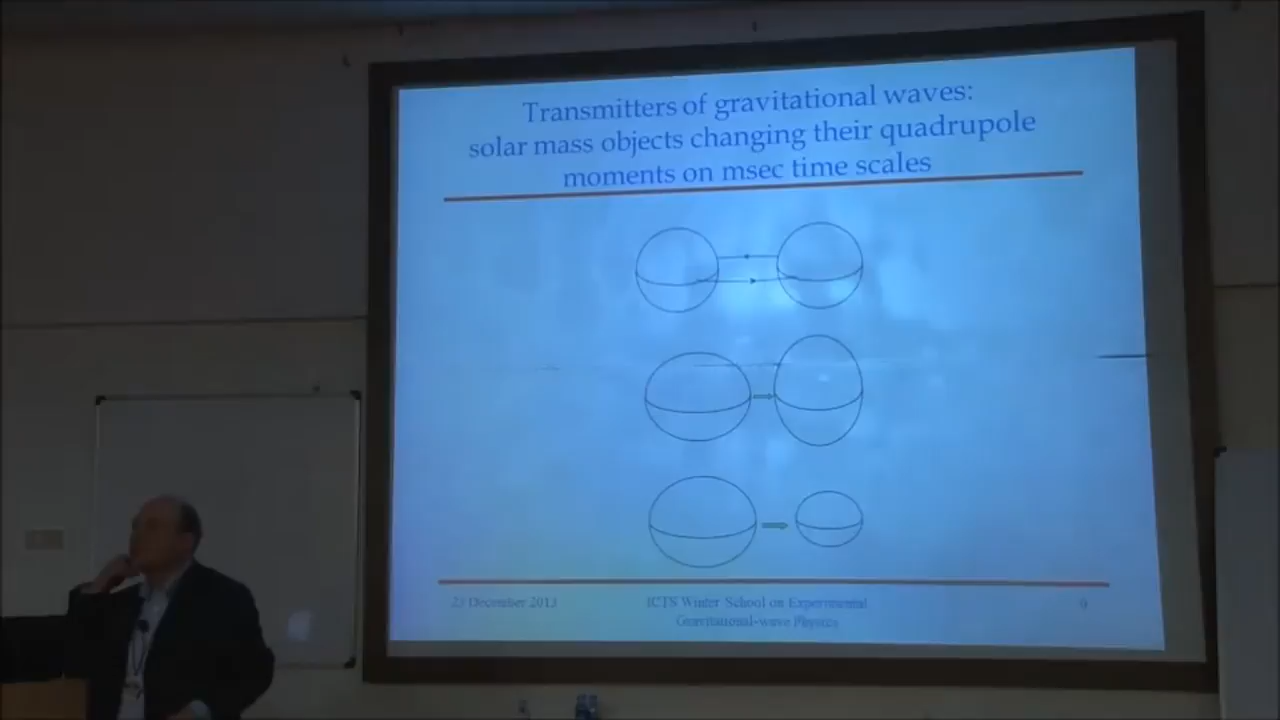 Transmitters of gravitational waves:
solar mass objects changing their quadrupole
moments on msec time scales
23 December 2013
ICTS Winter School on Experimental
Gravitational-wave Physics